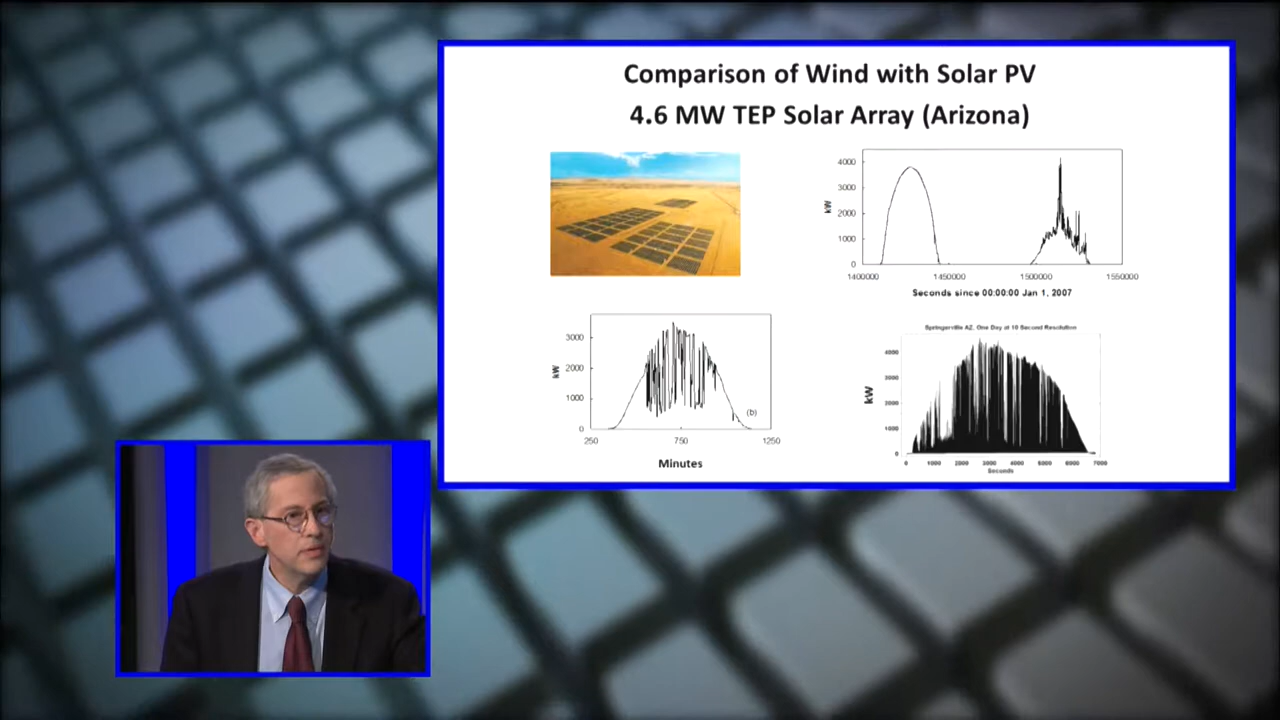 Comparison of Wind with Solar PV
4.6 MW TEP Solar Array (Arizona)
4000
3000
2000
1000
0
kW
1400000 1450000 1500000 1550000
Seconds since 00:00:00 Jan 1, 2007
3000
2000
1000
0
kW
(b)
250 750 1250
Minutes
Springerville AZ, One Day at 10 Second Resolution
4000
3000
2000
1000
0
kW
0 1000 2000 3000 4000 5000 6000 7000
Seconds